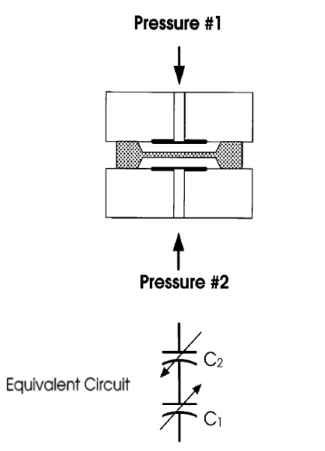 Pressure #1
Pressure #2
C2
Equivalent Circuit
C1